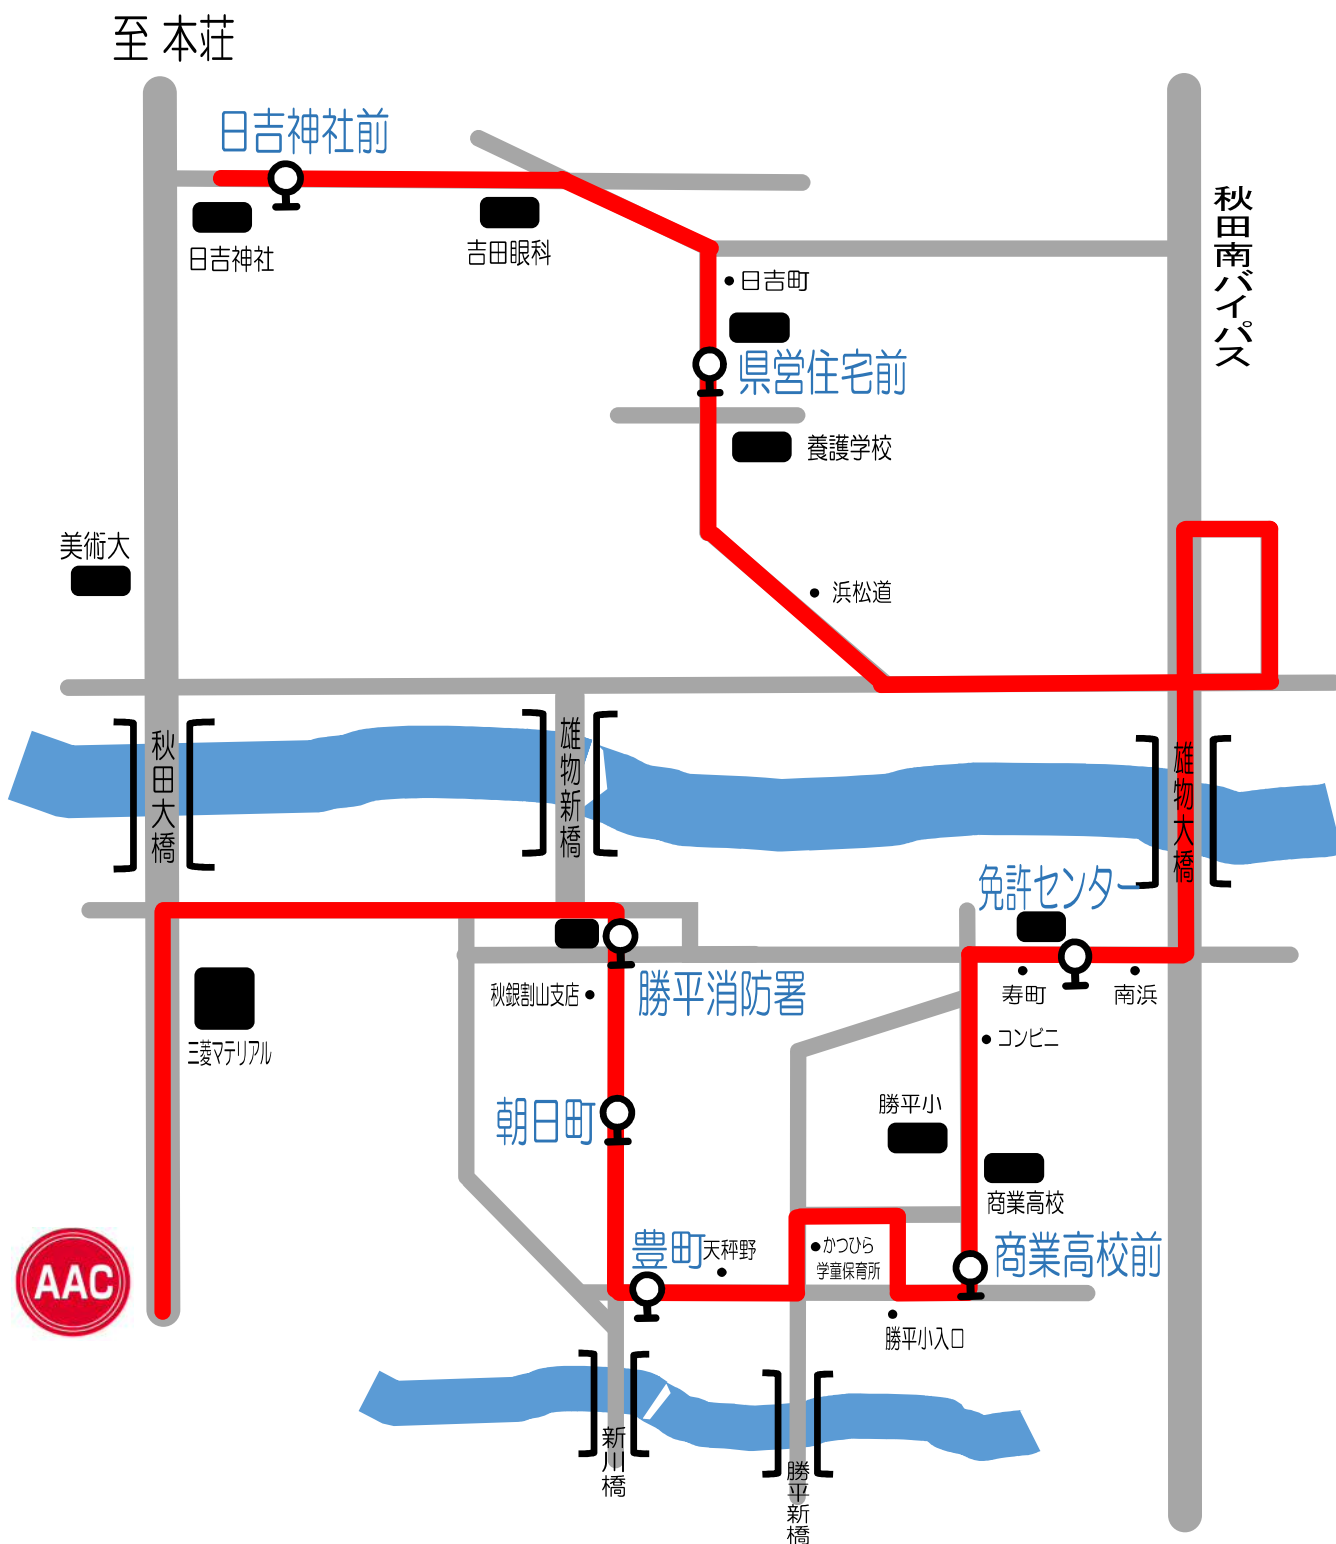 至 本荘
日吉神社前
秋田南バイパス
日吉神社
吉田眼科
日吉町
県営住宅前
養護学校
美術大
浜松道
秋田大橋
雄物新橋
雄物大橋
免許センター
勝平消防署
秋銀割山支店
寿町
南浜
三菱マテリアル
コンビニ
朝日町
勝平小
商業高校
豊町
天秤野
かつひら
学童保育所
商業高校前
AAC
勝平小入口
新川橋
勝平新橋